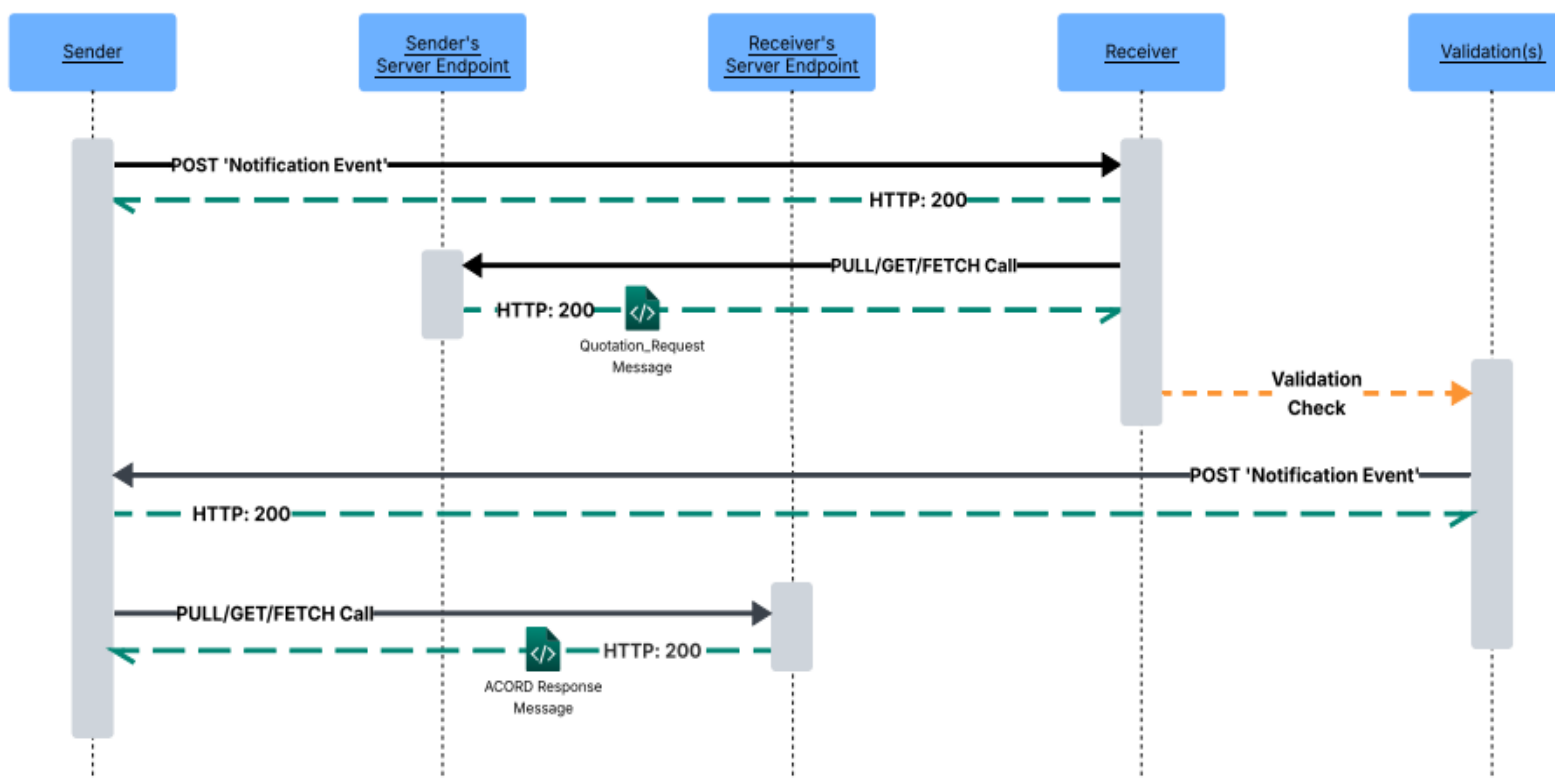 Sender
Sender's
Server Endpoint
Receiver's
Server Endpoint
Receiver
Validation(s)
POST 'Notification Event'
HTTP: 200
PULL/GET/FETCH Call
HTTP: 200
</>
Quotation_Request
Message
Validation
Check
POST 'Notification Event'
HTTP: 200
PULL/GET/FETCH Call
</>
HTTP: 200
ACORD Response
Message